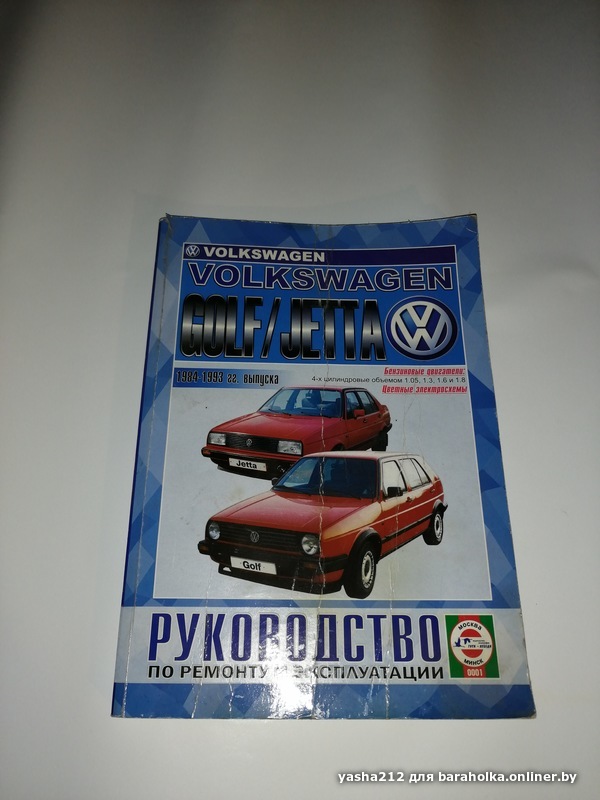 VOLKSWAGEN
VOLKSWAGEN
GOLF/JETTA
1984-1993 гг. выпуска
Бензиновые двигатели:
4-х цилиндровые объемом 1.05, 1.3, 1.6 и 1.8
Цветные электросхемы
Jetta
Golf
РУКОВОДСТВО
ПО РЕМОНТУ И ЭКСПЛУАТАЦИИ
МОСКВА
МИНСК
0001
yasha212 для baraholka.onliner.by